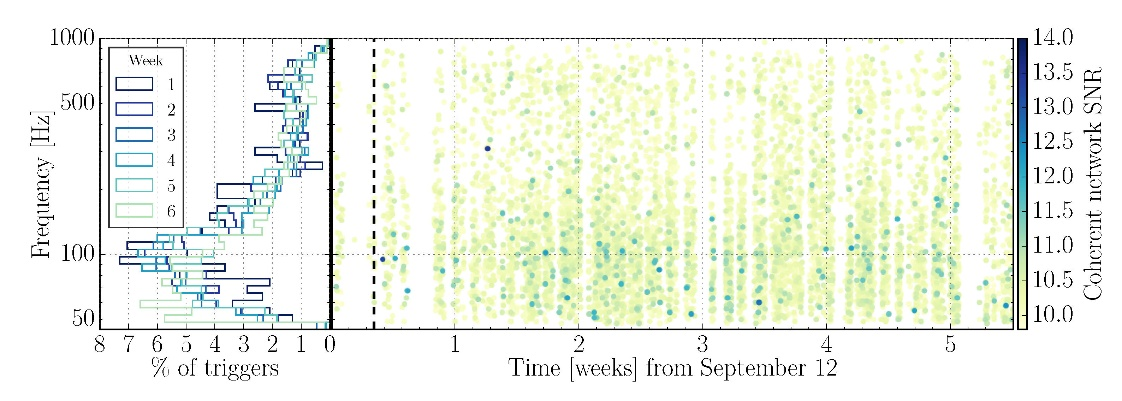 1000
500
100
50
Frequency [Hz]
Week
1
2
3
4
5
6
8 7 6 5 4 3 2 1 0
% of triggers
1 2 3 4 5
Time [weeks] from September 12
14.0
13.5
13.0
12.5
12.0
11.5
11.0
10.5
10.0
Coherent network SNR